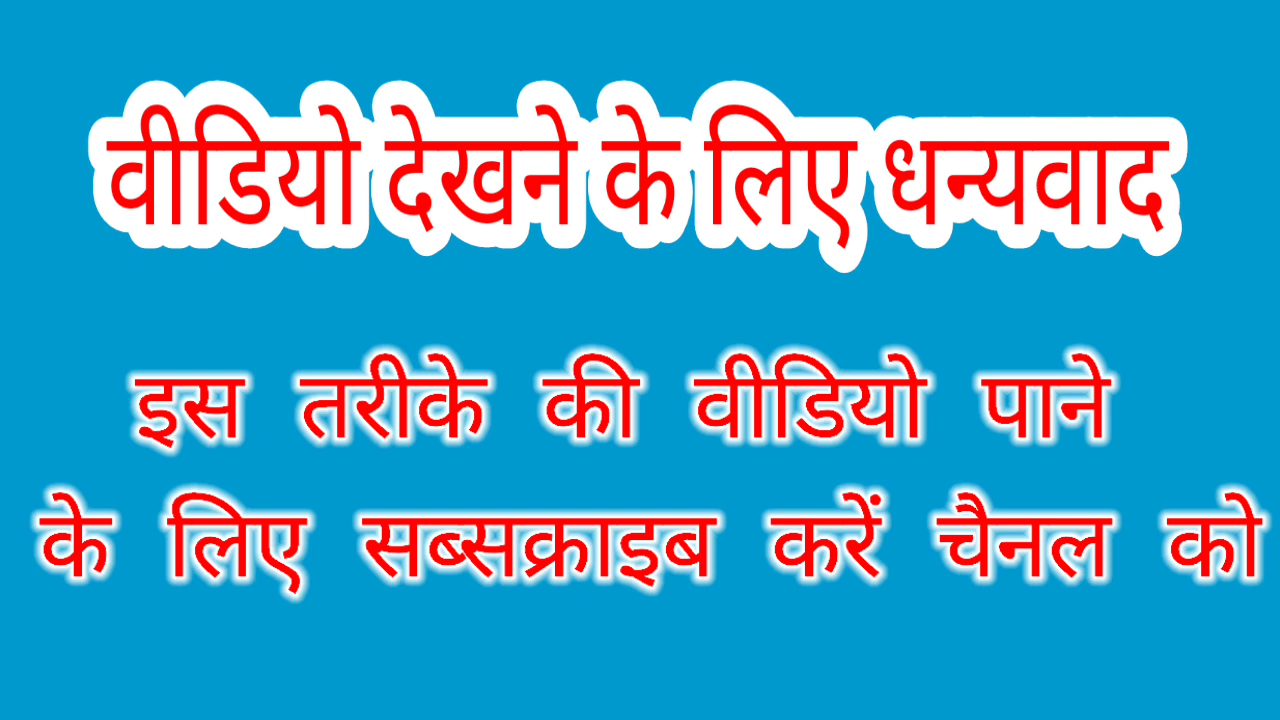 वीडियो देखने के लिए धन्यवाद
इस तरीके की वीडियो पाने
के लिए सब्सक्राइब करें चैनल को